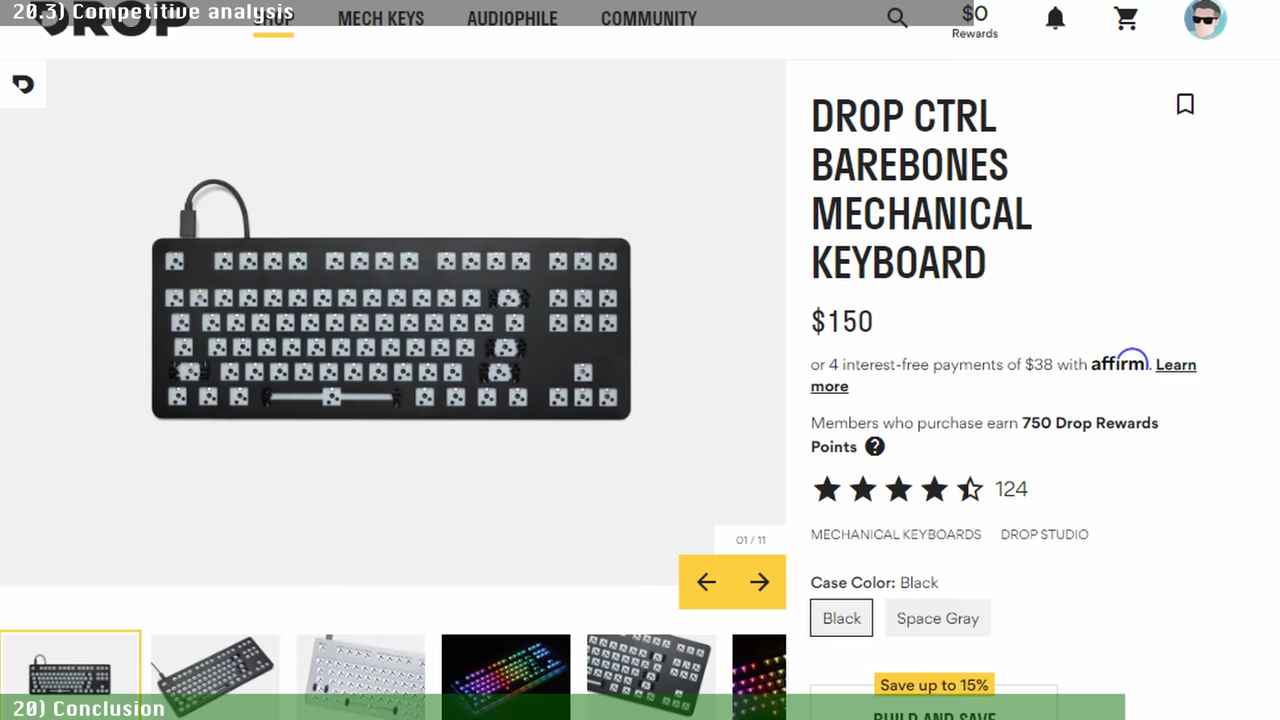 20.3) Competitive analysis
DROP
SHOP
MECH KEYS
AUDIOPHILE
COMMUNITY
$0
Rewards
DROP CTRL
BAREBONES
MECHANICAL
KEYBOARD
$150
or 4 interest-free payments of $38 with affirm. Learn
more
Members who purchase earn 750 Drop Rewards
Points ?
124
MECHANICAL KEYBOARDS DROP STUDIO
01 / 11
Case Color: Black
Black
Space Gray
Save up to 15%
BUILD AND SAVE
20) Conclusion